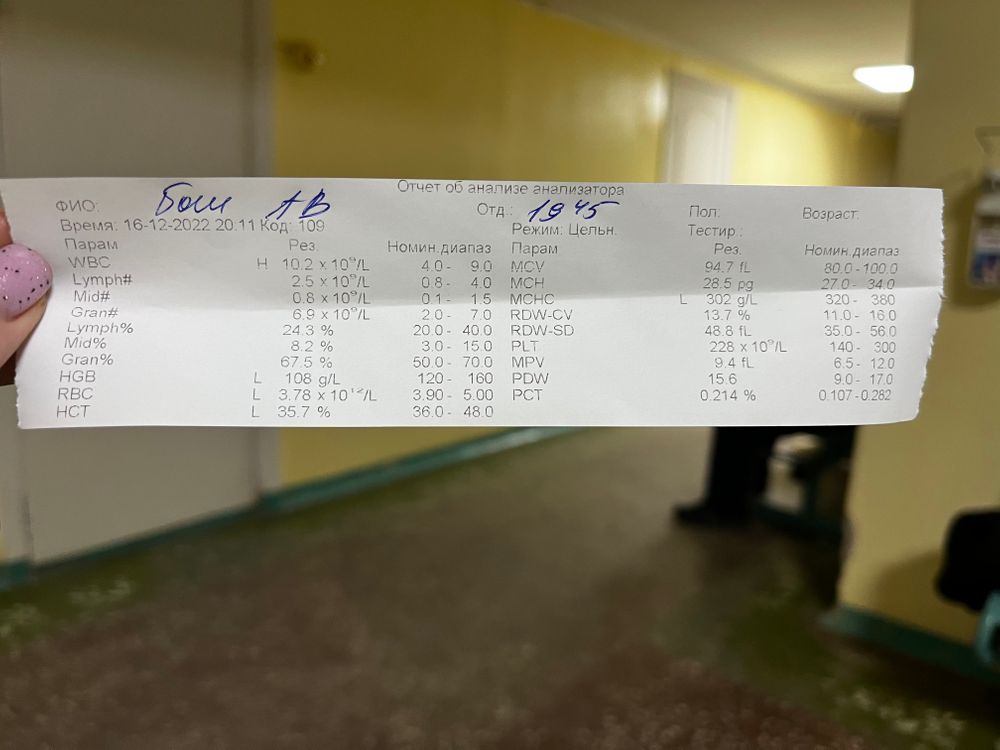 Отчет об анализе анализатора
ФИО: АВ Отд.: 1945 Пол: Возраст:
Время: 16-12-2022 20.11 Код: 109 Режим: Цельн. Тестир.:
Парам Рез. Номин.диапаз Парам Рез. Номин.диапаз
WBC H 10.2 x 10⁹/L 4.0 - 9.0 MCV 94.7 fL 80.0 - 100.0
Lymph# 2.5 x 10⁹/L 0.8 - 4.0 MCH 28.5 pg 27.0 - 34.0
Mid# 0.8 x 10⁹/L 0.1 - 1.5 MCHC L 302 g/L 320 - 380
Gran# 6.9 x 10⁹/L 2.0 - 7.0 RDW-CV 13.7 % 11.0 - 16.0
Lymph% 24.3 % 20.0 - 40.0 RDW-SD 48.8 fL 35.0 - 56.0
Mid% 8.2 % 3.0 - 15.0 PLT 228 x 10⁹/L 140 - 300
Gran% 67.5 % 50.0 - 70.0 MPV 9.4 fL 6.5 - 12.0
HGB L 108 g/L 120 - 160 PDW 15.6 9.0 - 17.0
RBC L 3.78 x 10¹²/L 3.90 - 5.00 PCT 0.214 % 0.107 - 0.282
HCT L 35.7 % 36.0 - 48.0